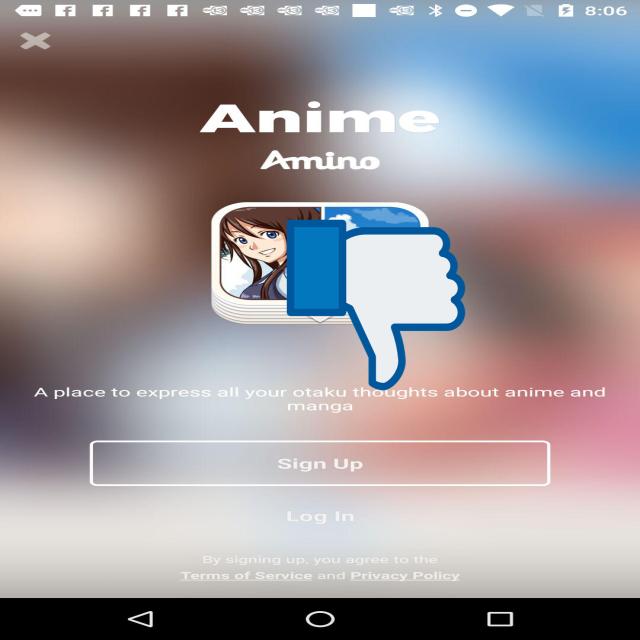 8:06
Anime
Amino
A place to express all your otaku thoughts about anime and
manga
Sign Up
Log In
By signing up, you agree to the
Terms of Service and Privacy Policy